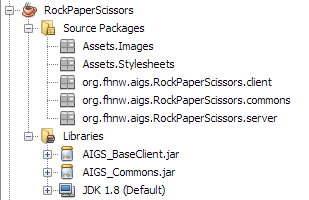 RockPaperScissors
Source Packages
Assets.Images
Assets.Stylesheets
org.fhnw.aigs.RockPaperScissors.client
org.fhnw.aigs.RockPaperScissors.commons
org.fhnw.aigs.RockPaperScissors.server
Libraries
AIGS_BaseClient.jar
AIGS_Commons.jar
JDK 1.8 (Default)